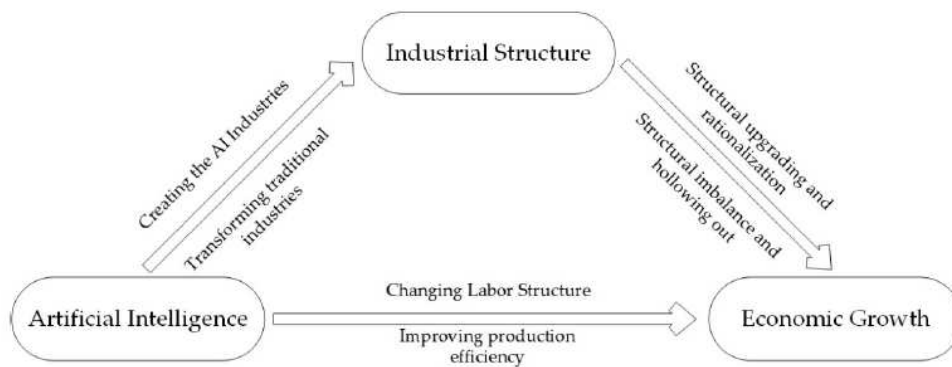 Industrial Structure
Creating the AI Industries
Transforming traditional
industries
Structural upgrading and
rationalization
Structural imbalance and
hollowing out
Artificial Intelligence
Changing Labor Structure
Improving production
efficiency
Economic Growth